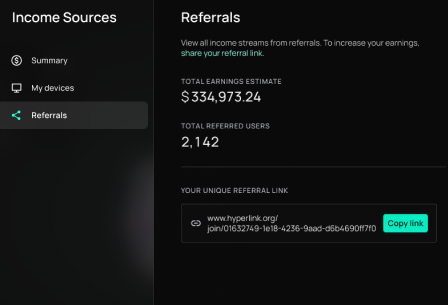 Income Sources
Summary
My devices
Referrals
Referrals
View all income streams from referrals. To increase your earnings,
share your referral link.
TOTAL EARNINGS ESTIMATE
$334,973.24
TOTAL REFERRED USERS
2,142
YOUR UNIQUE REFERRAL LINK
www.hyperlink.org/
join/01632749-1e18-4236-9aad-d6b4690ff7f0
Copy link